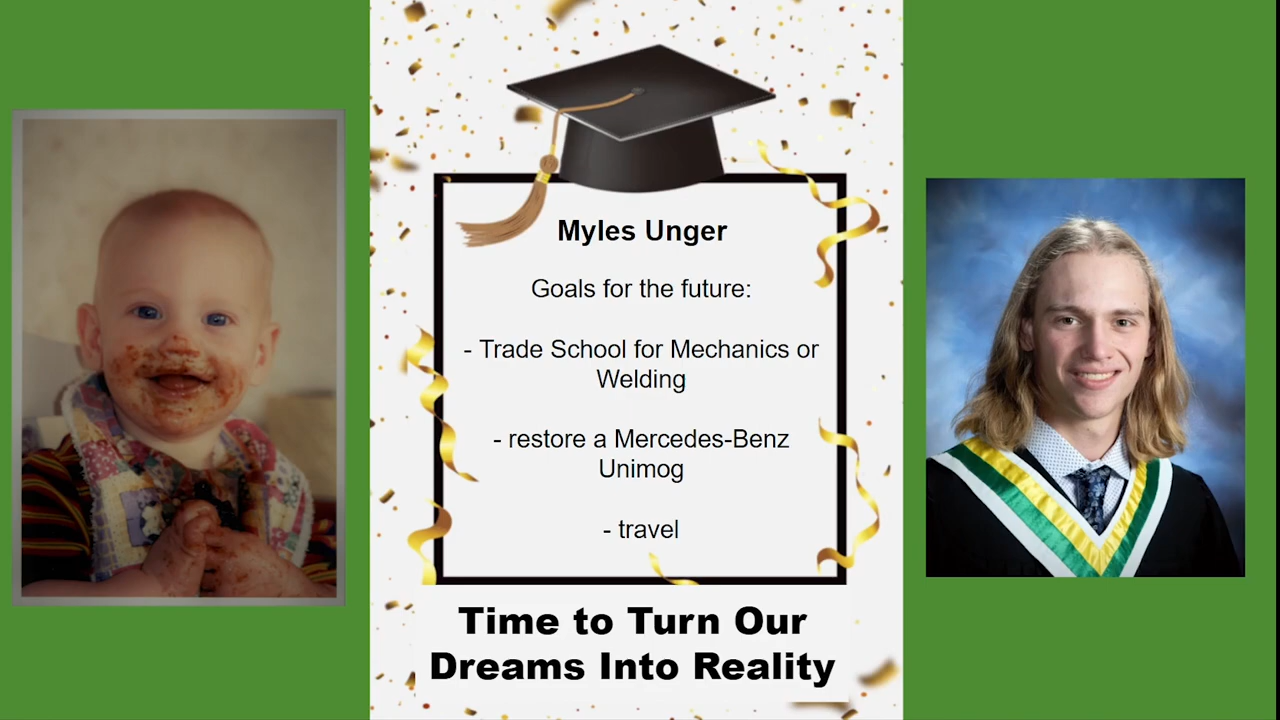 Myles Unger
Goals for the future:
- Trade School for Mechanics or
Welding
- restore a Mercedes-Benz
Unimog
- travel
Time to Turn Our
Dreams Into Reality